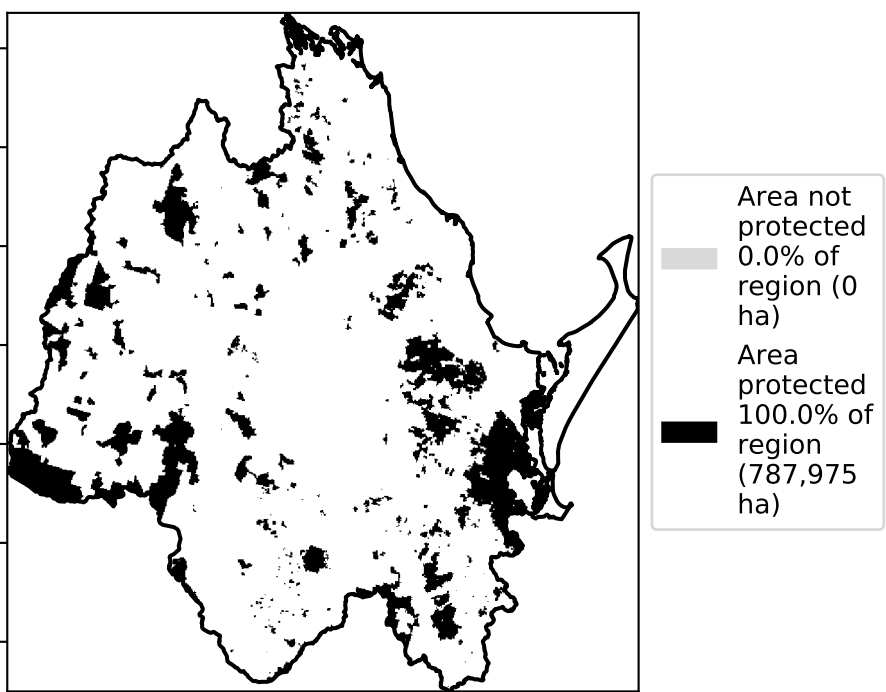 Area not
protected
0.0% of
region (0
ha)
Area
protected
100.0% of
region
(787,975
ha)